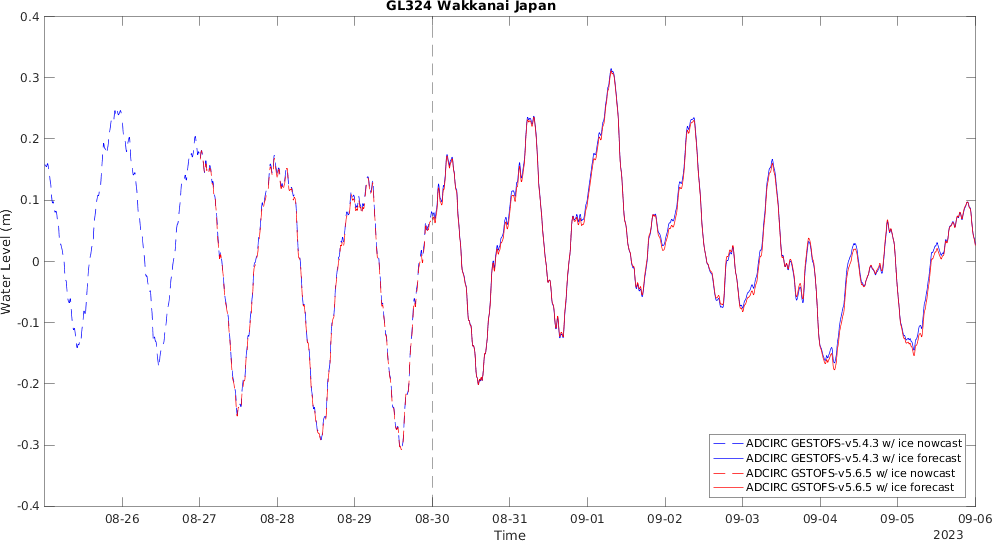 GL324 Wakkanai Japan
0.4
0.3
0.2
0.1
0
-0.1
-0.2
-0.3
-0.4
Water Level (m)
ADCIRC GESTOFS-v5.4.3 w/ ice nowcast
ADCIRC GESTOFS-v5.4.3 w/ ice forecast
ADCIRC GSTOFS-v5.6.5 w/ ice nowcast
ADCIRC GSTOFS-v5.6.5 w/ ice forecast
08-26 08-27 08-28 08-29 08-30 08-31 09-01 09-02 09-03 09-04 09-05 09-06
Time
2023